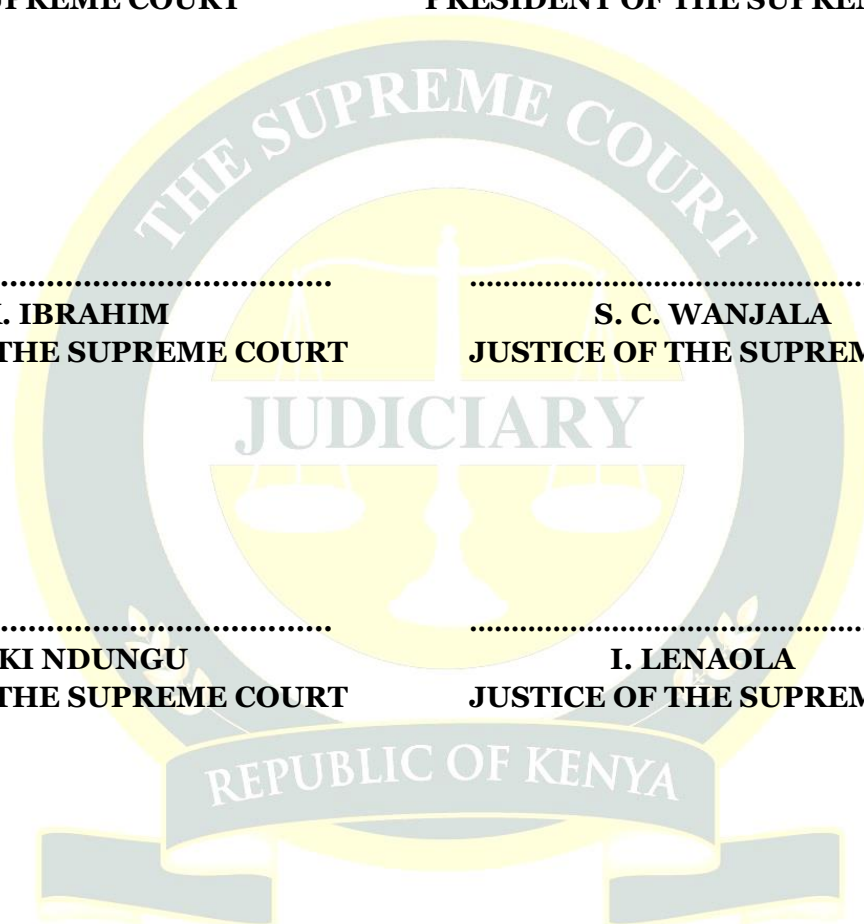 UPREME COURT PRESIDENT OF THE SUPREM
THE SUPREME COURT
................................... ...........................................
. IBRAHIM S. C. WANJALA
THE SUPREME COURT JUSTICE OF THE SUPREM
JUDICIARY
................................... ...........................................
KI NDUNGU I. LENAOLA
THE SUPREME COURT JUSTICE OF THE SUPREM
REPUBLIC OF KENYA